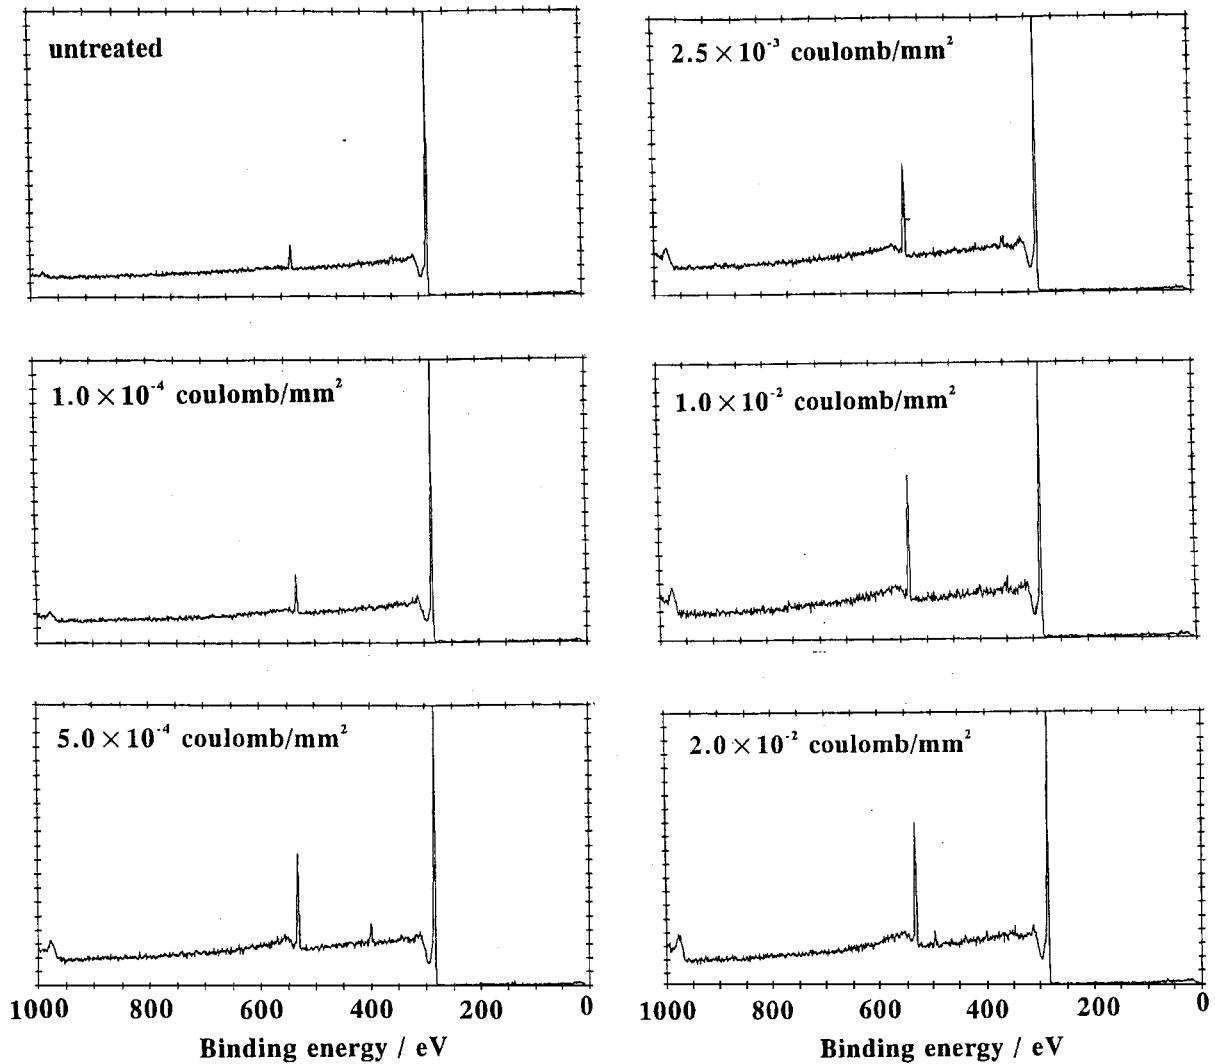 untreated
2.5 × 10⁻³ coulomb/mm²
1.0 × 10⁻⁴ coulomb/mm²
1.0 × 10⁻² coulomb/mm²
5.0 × 10⁻⁴ coulomb/mm²
2.0 × 10⁻² coulomb/mm²
1000 800 600 400 200 0
1000 800 600 400 200 0
Binding energy / eV
Binding energy / eV